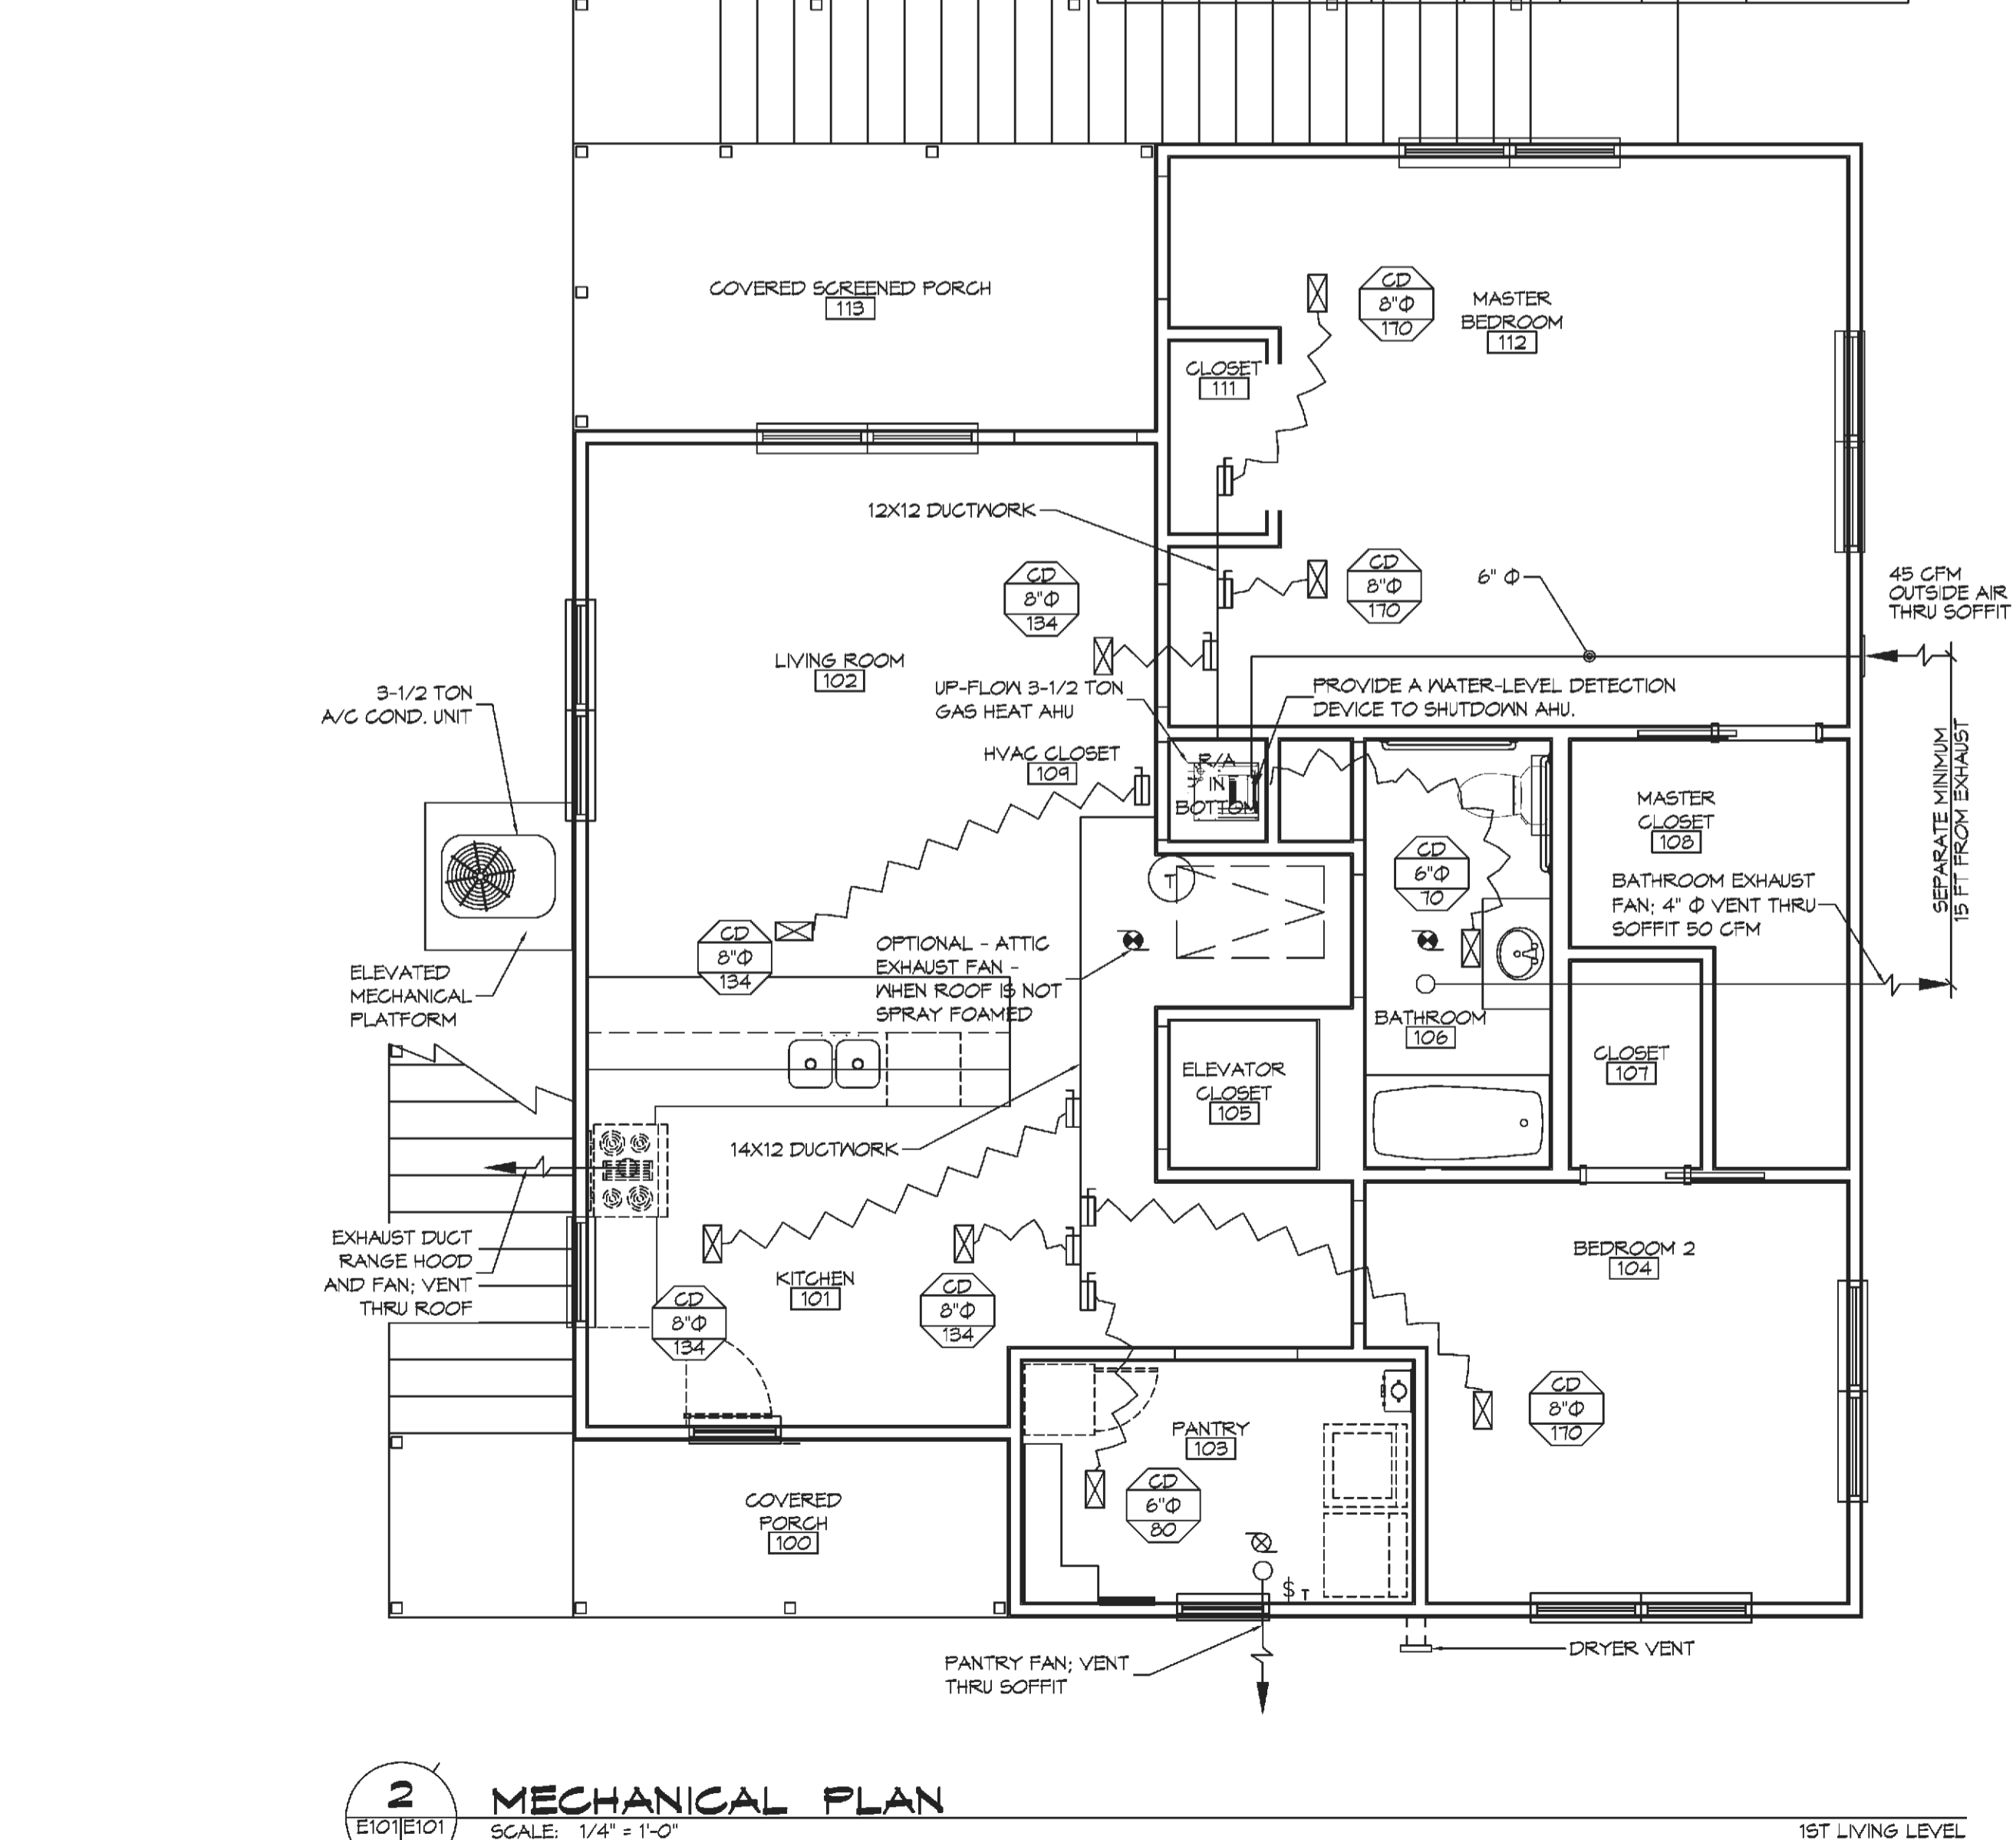 COVERED SCREENED PORCH
113
CD
8"Φ
170
MASTER
BEDROOM
112
CLOSET
111
12X12 DUCTWORK
CD
8"Φ
134
CD
8"Φ
170
6" Φ
45 CFM
OUTSIDE AIR
THRU SOFFIT
LIVING ROOM
102
3-1/2 TON
A/C COND. UNIT
UP-FLOW 3-1/2 TON
GAS HEAT AHU
PROVIDE A WATER-LEVEL DETECTION
DEVICE TO SHUTDOWN AHU.
HVAC CLOSET
109
R/A
IN
BOTTOM
SEPARATE MINIMUM
15 FT FROM EXHAUST
MASTER
CLOSET
108
CD
6"Φ
70
T
BATHROOM EXHAUST
FAN; 4" Φ VENT THRU
SOFFIT 50 CFM
CD
8"Φ
134
OPTIONAL - ATTIC
EXHAUST FAN -
WHEN ROOF IS NOT
SPRAY FOAMED
ELEVATED
MECHANICAL
PLATFORM
BATHROOM
106
CLOSET
107
ELEVATOR
CLOSET
105
14X12 DUCTWORK
EXHAUST DUCT
RANGE HOOD
AND FAN; VENT
THRU ROOF
KITCHEN
101
CD
8"Φ
134
CD
8"Φ
134
BEDROOM 2
104
CD
8"Φ
170
PANTRY
103
CD
6"Φ
80
COVERED
PORCH
100
$ T
PANTRY FAN; VENT
THRU SOFFIT
DRYER VENT
2
E101 E101
MECHANICAL PLAN
SCALE: 1/4" = 1'-0"
1ST LIVING LEVEL